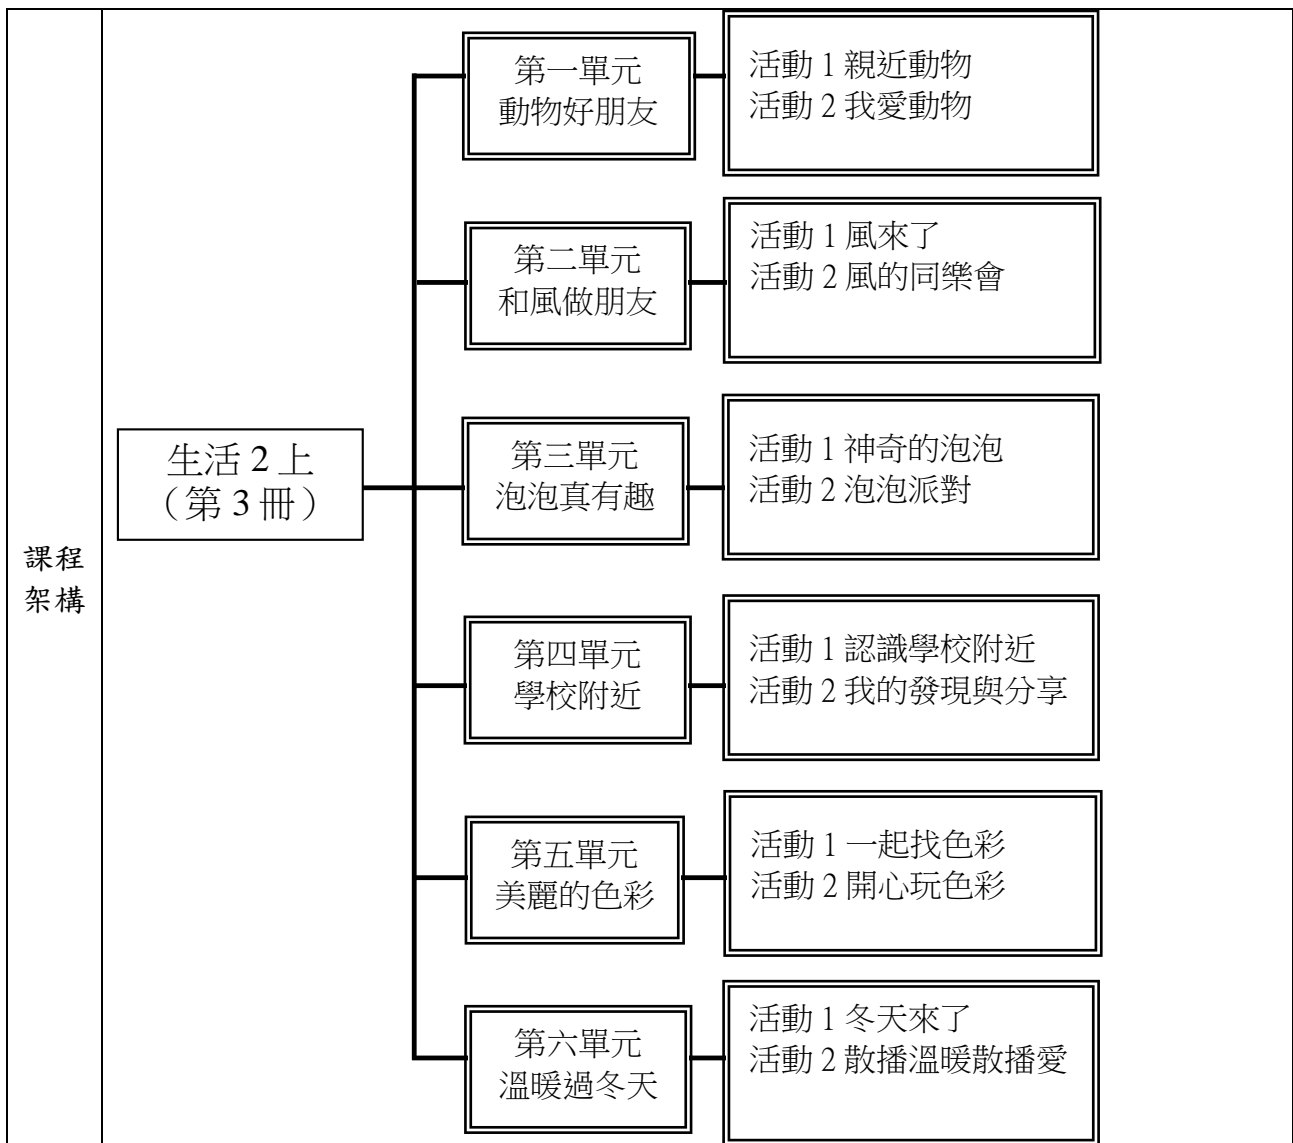 課程
架構
生活 2 上
（第 3 冊）
第一單元
動物好朋友
活動 1 親近動物
活動 2 我愛動物
第二單元
和風做朋友
活動 1 風來了
活動 2 風的同樂會
第三單元
泡泡真有趣
活動 1 神奇的泡泡
活動 2 泡泡派對
第四單元
學校附近
活動 1 認識學校附近
活動 2 我的發現與分享
第五單元
美麗的色彩
活動 1 一起找色彩
活動 2 開心玩色彩
第六單元
溫暖過冬天
活動 1 冬天來了
活動 2 散播溫暖散播愛